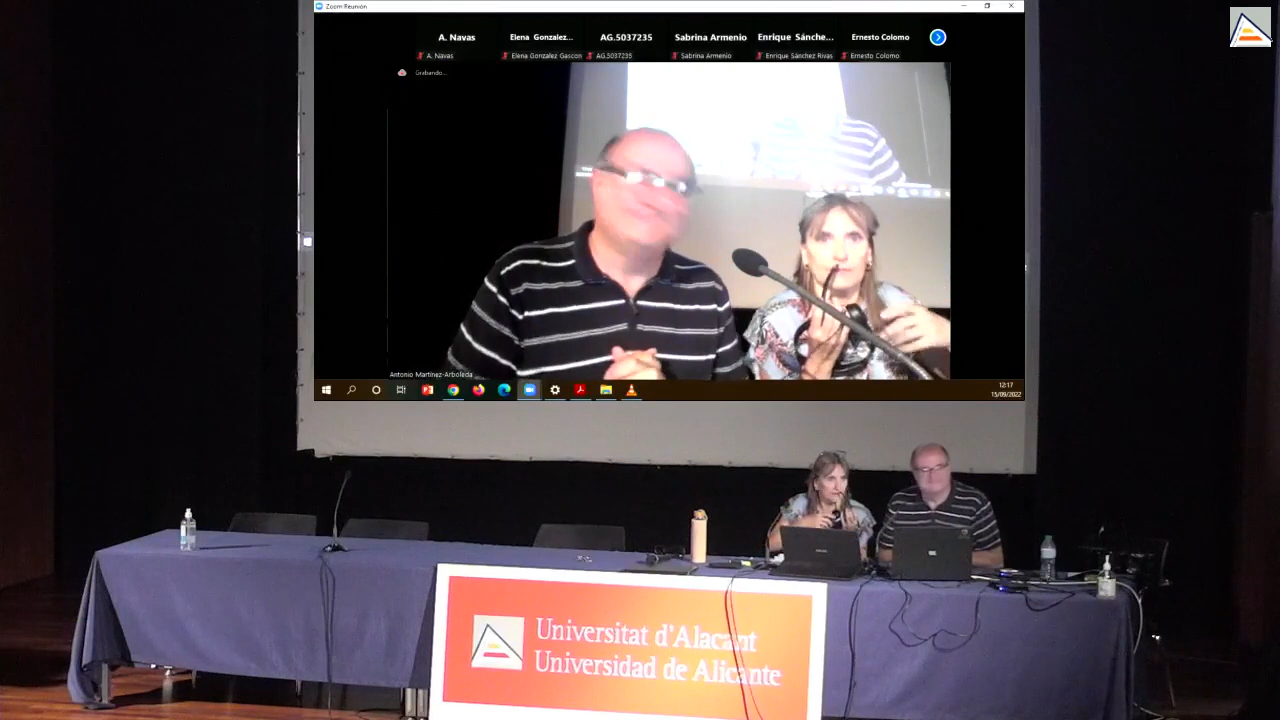 Zoom Reunión
A. Navas
Elena Gonzalez...
AG.5037235
Sabrina Armenio
Enrique Sánche...
Ernesto Colomo
A. Navas
Elena Gonzalez Gascon
AG.5037235
Sabrina Armenio
Enrique Sánchez Rivas
Ernesto Colomo
Grabando...
Antonio Martínez-Arboleda
12:17
15/09/2022
Universitat d'Alacant
Universidad de Alicante